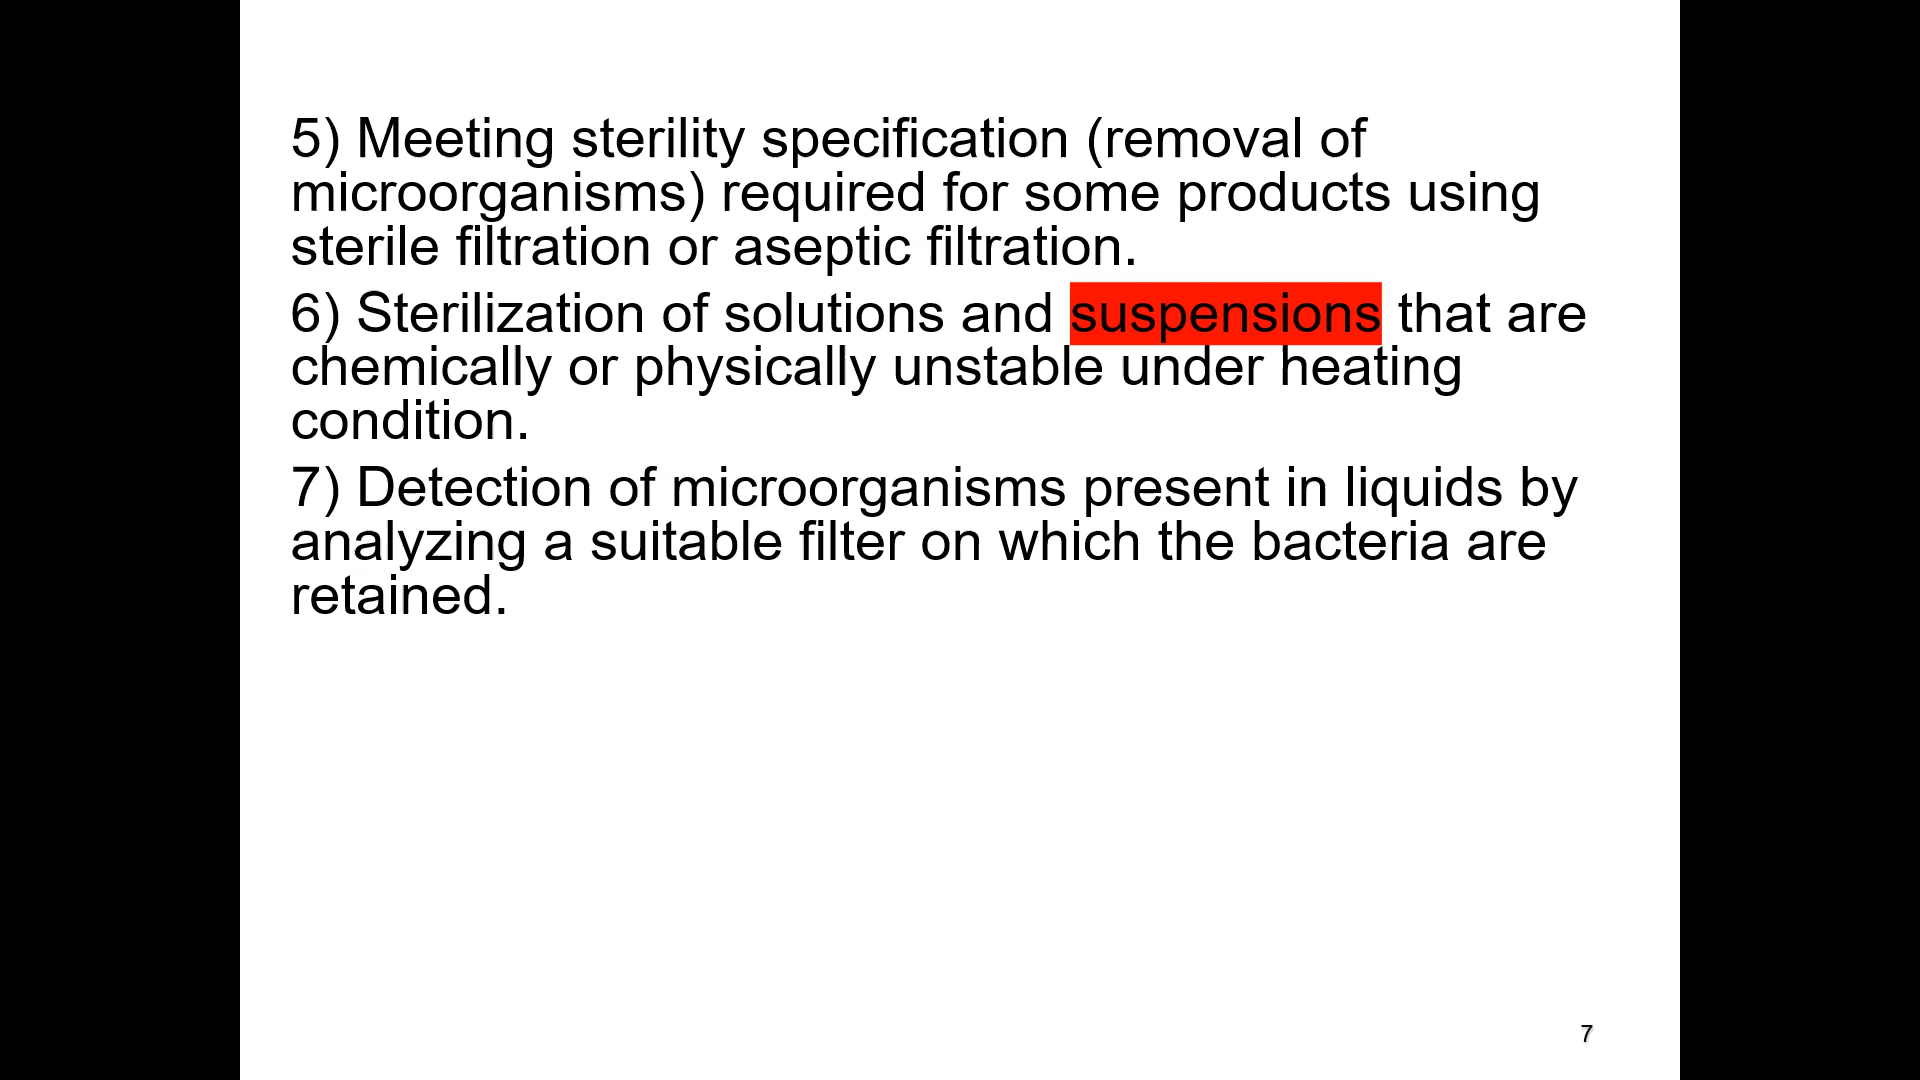 5) Meeting sterility specification (removal of
microorganisms) required for some products using
sterile filtration or aseptic filtration.
6) Sterilization of solutions and suspensions that are
chemically or physically unstable under heating
condition.
7) Detection of microorganisms present in liquids by
analyzing a suitable filter on which the bacteria are
retained.
7